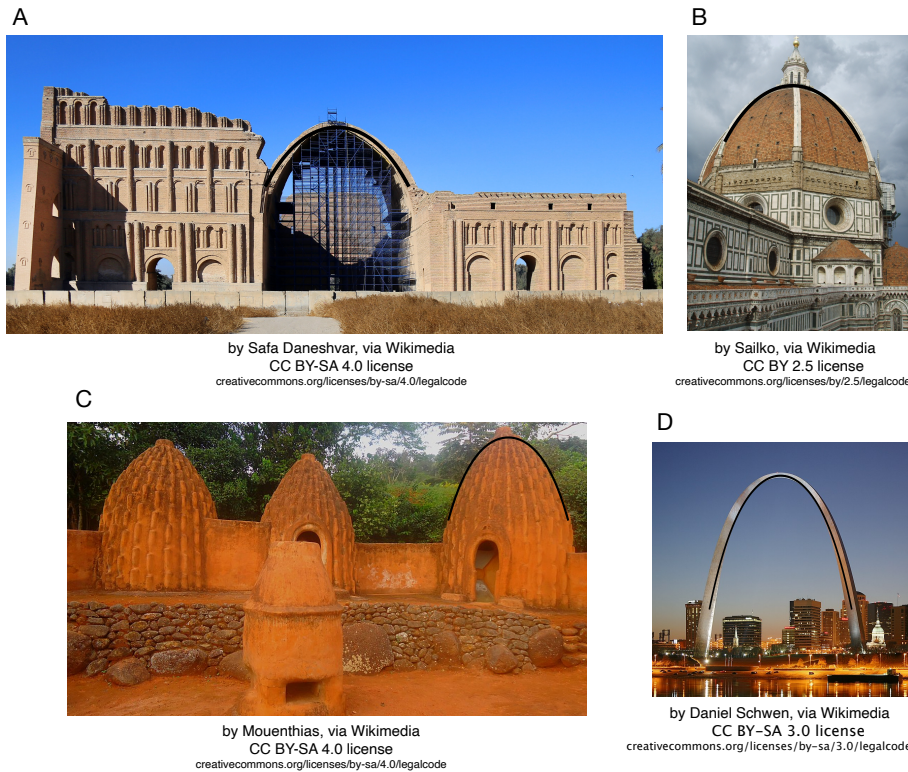 A
B
by Safa Daneshvar, via Wikimedia
CC BY-SA 4.0 license
creativecommons.org/licenses/by-sa/4.0/legalcode
by Sailko, via Wikimedia
CC BY 2.5 license
creativecommons.org/licenses/by/2.5/legalcode
C
D
by Mouenthias, via Wikimedia
CC BY-SA 4.0 license
creativecommons.org/licenses/by-sa/4.0/legalcode
by Daniel Schwen, via Wikimedia
CC BY-SA 3.0 license
creativecommons.org/licenses/by-sa/3.0/legalcode